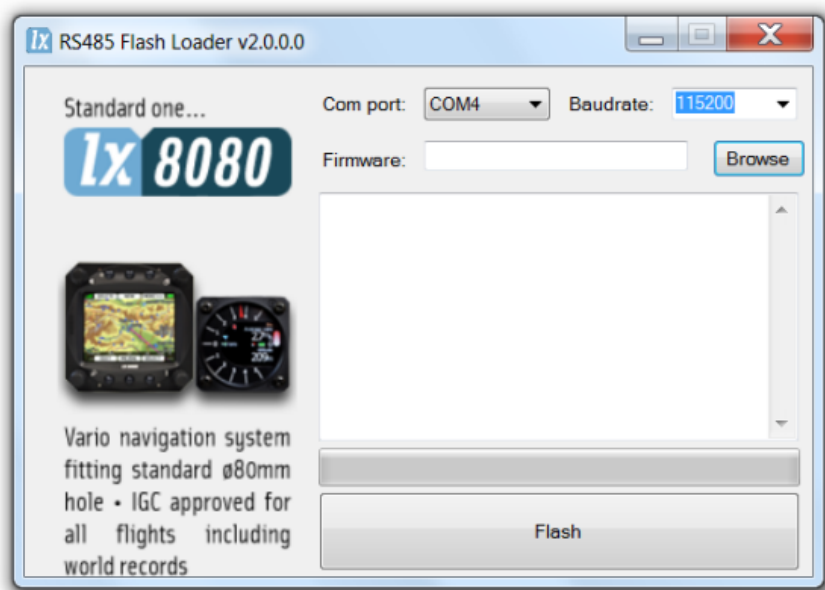 lx RS485 Flash Loader v2.0.0.0
Standard one...
lx 8080
Com port: COM4 Baudrate: 115200
Firmware: Browse
Vario navigation system
fitting standard ø80mm
hole • IGC approved for
all flights including
world records
Flash